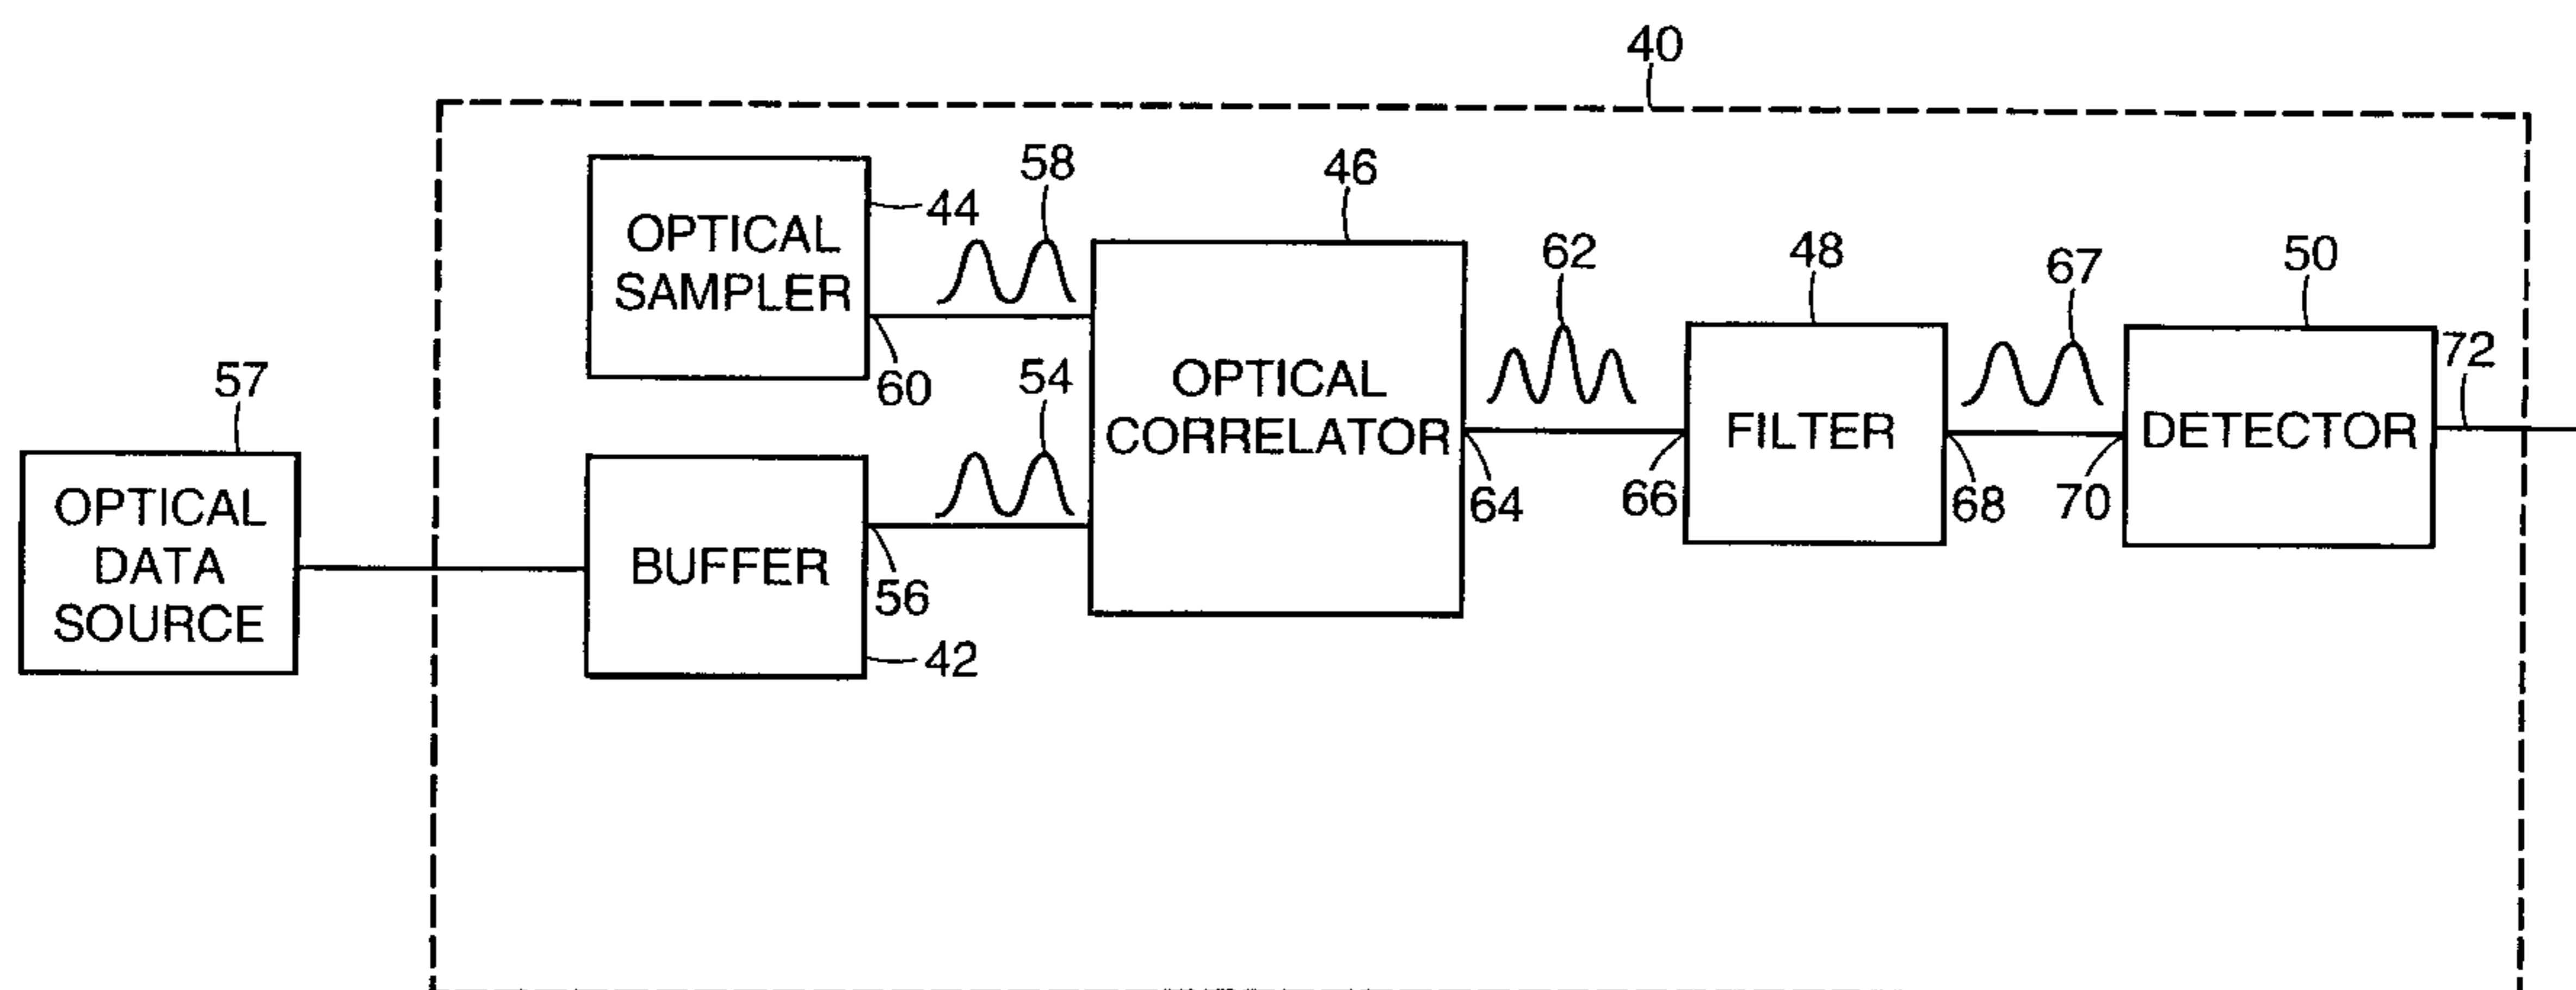 40
58
46
44
62
48
67
50
OPTICAL
SAMPLER
72
57
60
54
OPTICAL
CORRELATOR
FILTER
DETECTOR
64
66
68
70
OPTICAL
DATA
SOURCE
BUFFER
56
42